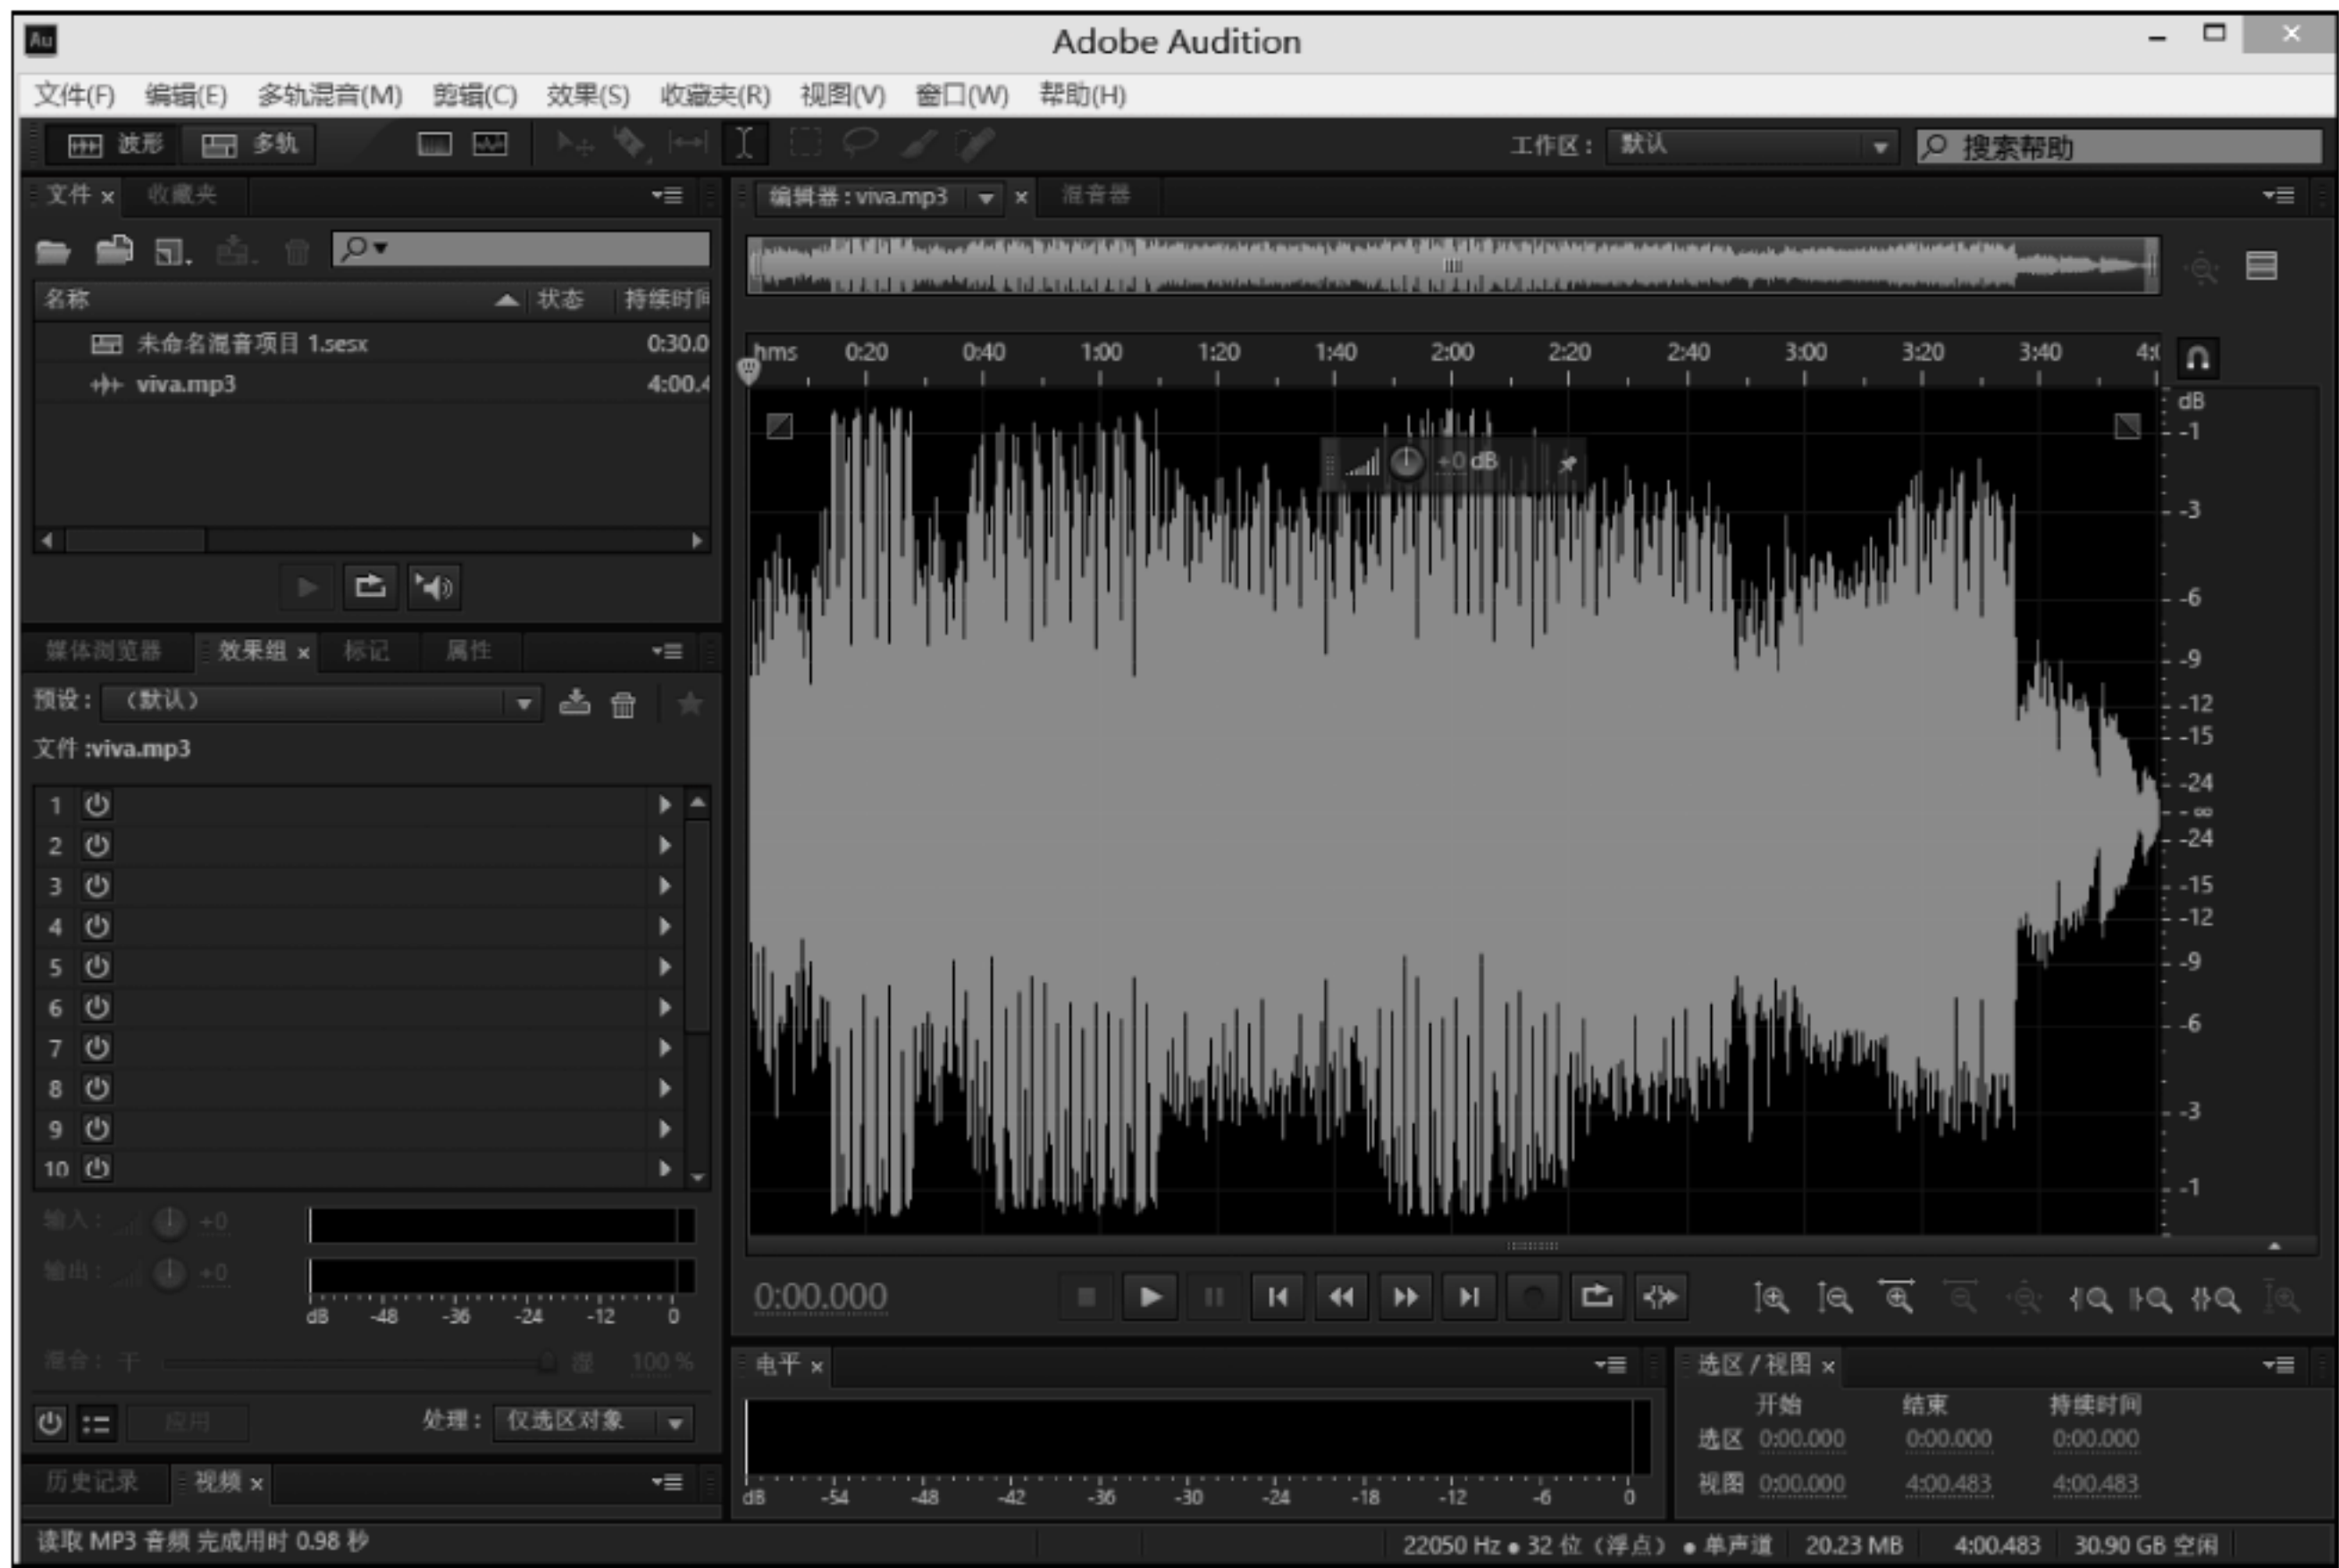 Au
Adobe Audition
文件(F) 编辑(E) 多轨混音(M) 剪辑(C) 效果(S) 收藏夹(R) 视图(V) 窗口(W) 帮助(H)
波形 多轨 工作区： 默认 搜索帮助
文件 收藏夹 编辑器：viva.mp3 混音器
名称 状态 持续时间
未命名混音项目 1.sesx 0:30.0
viva.mp3 4:00.4
hms 0:20 0:40 1:00 1:20 1:40 2:00 2:20 2:40 3:00 3:20 3:40 4:0
+0 dB
dB
-1
-3
-6
-9
-12
-15
-24
-∞
-24
-15
-12
-9
-6
-3
-1
媒体浏览器 效果组 标记 属性
预设： （默认）
文件 :viva.mp3
1
2
3
4
5
6
7
8
9
10
输入： +0
输出： +0
dB -48 -36 -24 -12 0
混合： 干 湿 100 %
应用 处理： 仅选区对象
历史记录 视频
0:00.000
电平
dB -54 -48 -42 -36 -30 -24 -18 -12 -6 0
选区 / 视图
开始 结束 持续时间
选区 0:00.000 0:00.000 0:00.000
视图 0:00.000 4:00.483 4:00.483
读取 MP3 音频 完成用时 0.98 秒
22050 Hz ● 32 位（浮点） ● 单声道 20.23 MB 4:00.483 30.90 GB 空闲